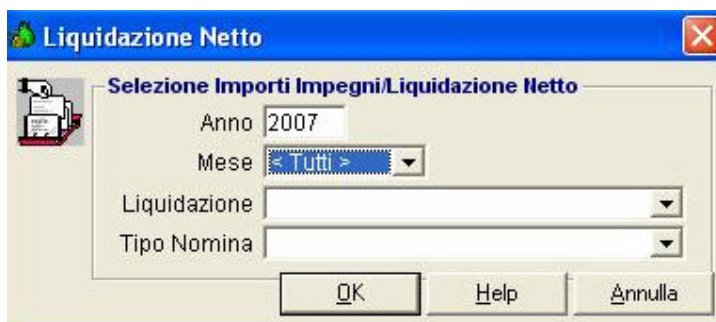 Liquidazione Netto
Selezione Importi Impegni/Liquidazione Netto
Anno 2007
Mese < Tutti >
Liquidazione
Tipo Nomina
OK Help Annulla